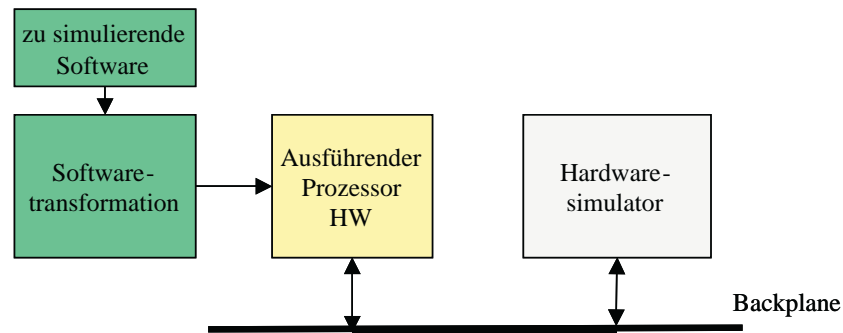 zu simulierende
Software
Software-
transformation
Ausführender
Prozessor
HW
Hardware-
simulator
Backplane